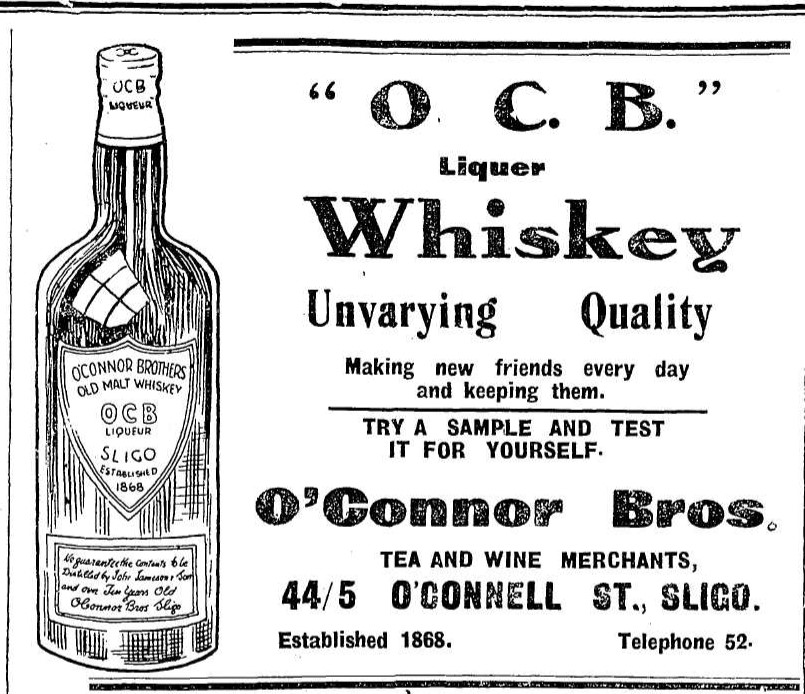 OCB
"LIQUEUR"
O'CONNOR BROTHERS
OLD MALT WHISKEY
OCB
LIQUEUR
SLIGO
ESTABLISHED
1868
We guarantee the Contents to be
Distilled by John Jameson & Son
and over Ten Years Old
O'Connor Bros Sligo
"O. C. B."
Liquer
Whiskey
Unvarying Quality
Making new friends every day
and keeping them.
TRY A SAMPLE AND TEST
IT FOR YOURSELF.
O'Connor Bros.
TEA AND WINE MERCHANTS,
44/5 O'CONNELL ST., SLIGO.
Established 1868. Telephone 52.